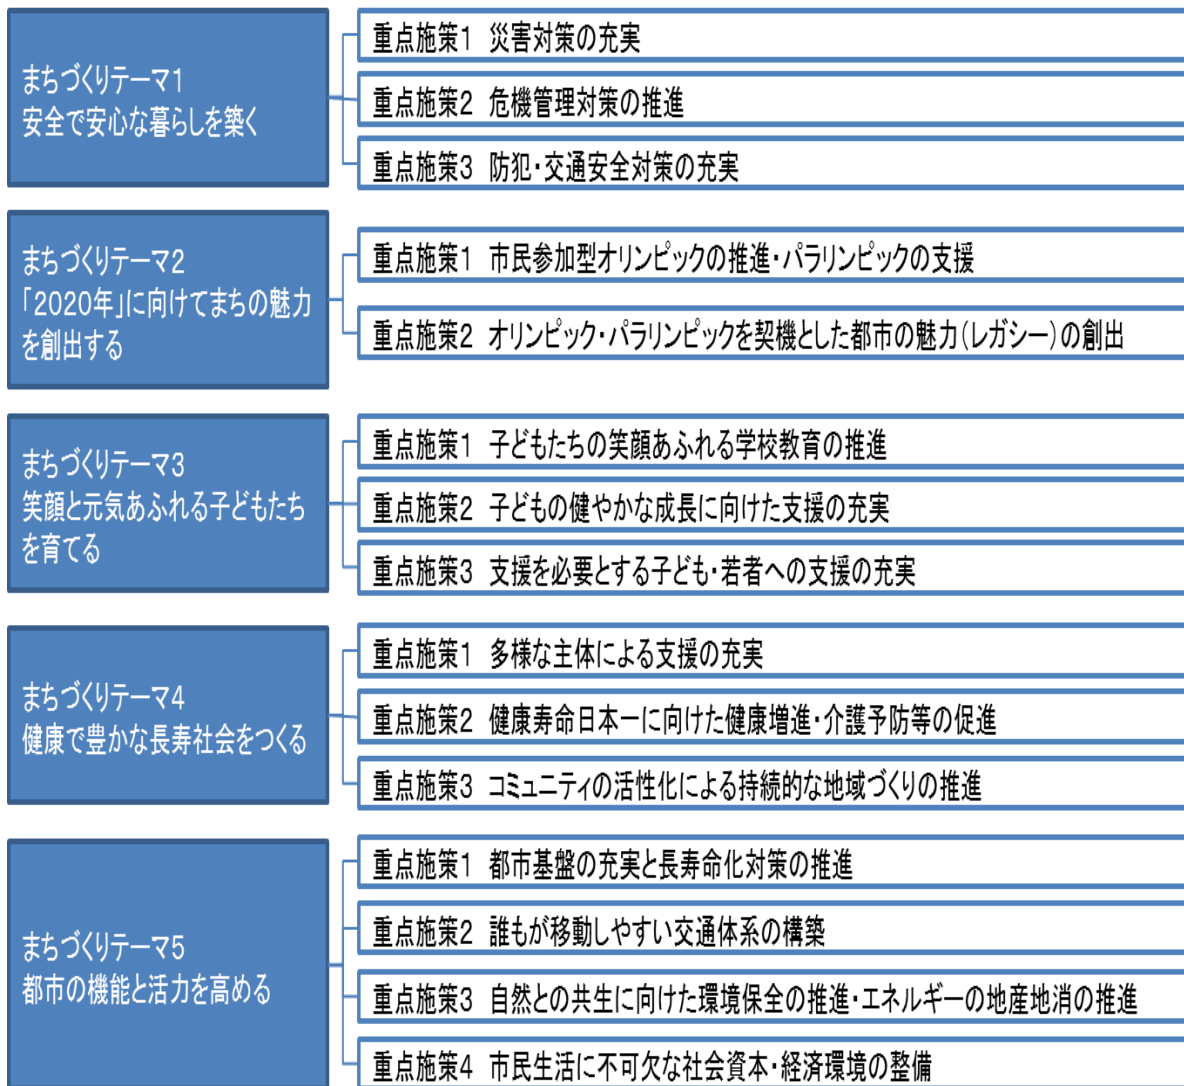 まちづくりテーマ1
安全で安心な暮らしを築く
重点施策1 災害対策の充実
重点施策2 危機管理対策の推進
重点施策3 防犯・交通安全対策の充実
まちづくりテーマ2
「2020年」に向けてまちの魅力
を創出する
重点施策1 市民参加型オリンピックの推進・パラリンピックの支援
重点施策2 オリンピック・パラリンピックを契機とした都市の魅力(レガシー)の創出
まちづくりテーマ3
笑顔と元気あふれる子どもたち
を育てる
重点施策1 子どもたちの笑顔あふれる学校教育の推進
重点施策2 子どもの健やかな成長に向けた支援の充実
重点施策3 支援を必要とする子ども・若者への支援の充実
まちづくりテーマ4
健康で豊かな長寿社会をつくる
重点施策1 多様な主体による支援の充実
重点施策2 健康寿命日本一に向けた健康増進・介護予防等の促進
重点施策3 コミュニティの活性化による持続的な地域づくりの推進
まちづくりテーマ5
都市の機能と活力を高める
重点施策1 都市基盤の充実と長寿命化対策の推進
重点施策2 誰もが移動しやすい交通体系の構築
重点施策3 自然との共生に向けた環境保全の推進・エネルギーの地産地消の推進
重点施策4 市民生活に不可欠な社会資本・経済環境の整備